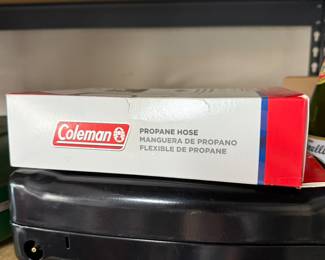 Coleman
PROPANE HOSE
MANGUERA DE PROPANO
FLEXIBLE DE PROPANE